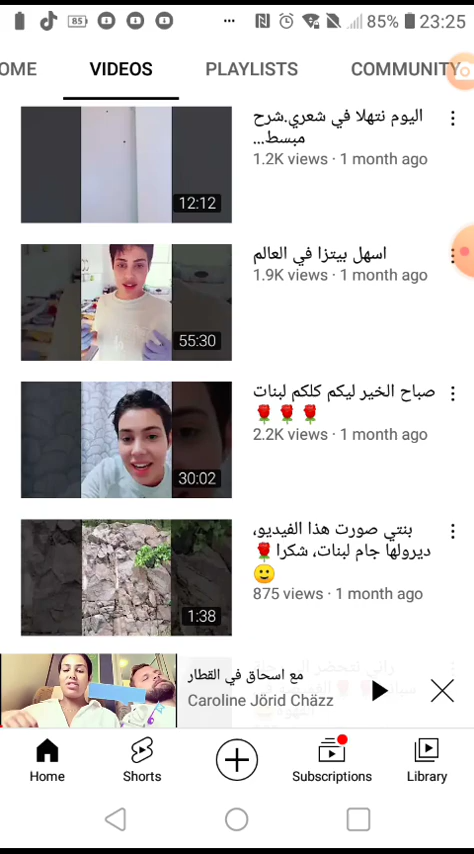 85
85%
23:25
OME
VIDEOS
PLAYLISTS
COMMUNITY
اليوم نتهلا في شعري.شرح
مبسط...
1.2K views · 1 month ago
12:12
اسهل بيتزا في العالم
1.9K views · 1 month ago
55:30
صباح الخير ليكم كلكم لبنات
🌹🌹🌹
2.2K views · 1 month ago
30:02
بنتي صورت هذا الفيديو،
ديرولها جام لبنات، شكرا🌹
🙂
875 views · 1 month ago
1:38
مع اسحاق في القطار
Caroline Jörid Chäzz
Home
Shorts
Subscriptions
Library